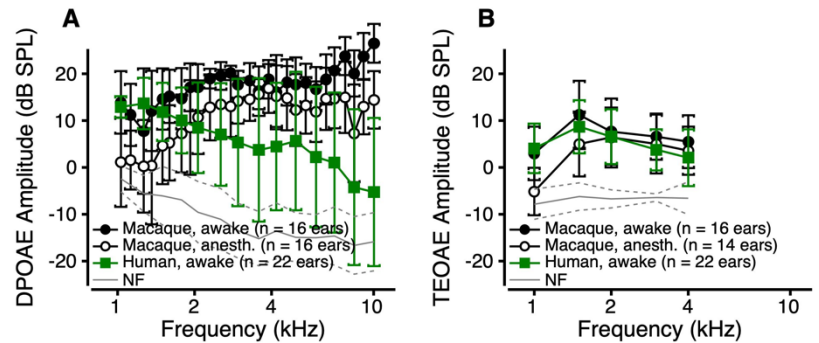 A
DPOAE Amplitude (dB SPL)
20
10
0
-10
-20
Macaque, awake (n = 16 ears)
Macaque, anesth. (n = 16 ears)
Human, awake (n = 22 ears)
NF
1
2
4
10
Frequency (kHz)
B
TEOAE Amplitude (dB SPL)
20
10
0
-10
-20
Macaque, awake (n = 16 ears)
Macaque, anesth. (n = 14 ears)
Human, awake (n = 22 ears)
NF
1
2
4
10
Frequency (kHz)